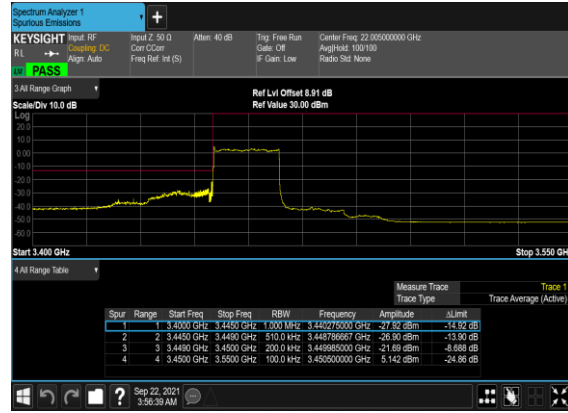 Spectrum Analyzer 1
Spurious Emissions
KEYSIGHT Input: RF Input Z: 50 Ω Atten: 40 dB Trig: Free Run Center Freq: 22.005000000 GHz
RL Coupling: DC Corr CCorr Gate: Off Avg|Hold: 100/100
Align: Auto Freq Ref: Int (S) IF Gain: Low Radio Std: None
LM PASS
3 All Range Graph
Ref Lvl Offset 8.91 dB
Scale/Div 10.0 dB Ref Value 30.00 dBm
Log
20.0
10.0
0.00
-10.0
-20.0
-30.0
-40.0
-50.0
-60.0
Start 3.400 GHz Stop 3.550 GH
4 All Range Table
Measure Trace Trace 1
Trace Type Trace Average (Active)
Spur Range Start Freq Stop Freq RBW Frequency Amplitude ΔLimit
1 1 3.4000 GHz 3.4450 GHz 1.000 MHz 3.440275000 GHz -27.92 dBm -14.92 dB
2 2 3.4450 GHz 3.4490 GHz 510.0 kHz 3.448786667 GHz -26.90 dBm -13.90 dB
3 3 3.4490 GHz 3.4500 GHz 200.0 kHz 3.449985000 GHz -21.69 dBm -8.688 dB
4 4 3.4500 GHz 3.5500 GHz 100.0 kHz 3.450500000 GHz 5.142 dBm -24.86 dB
Sep 22, 2021
3:56:39 AM